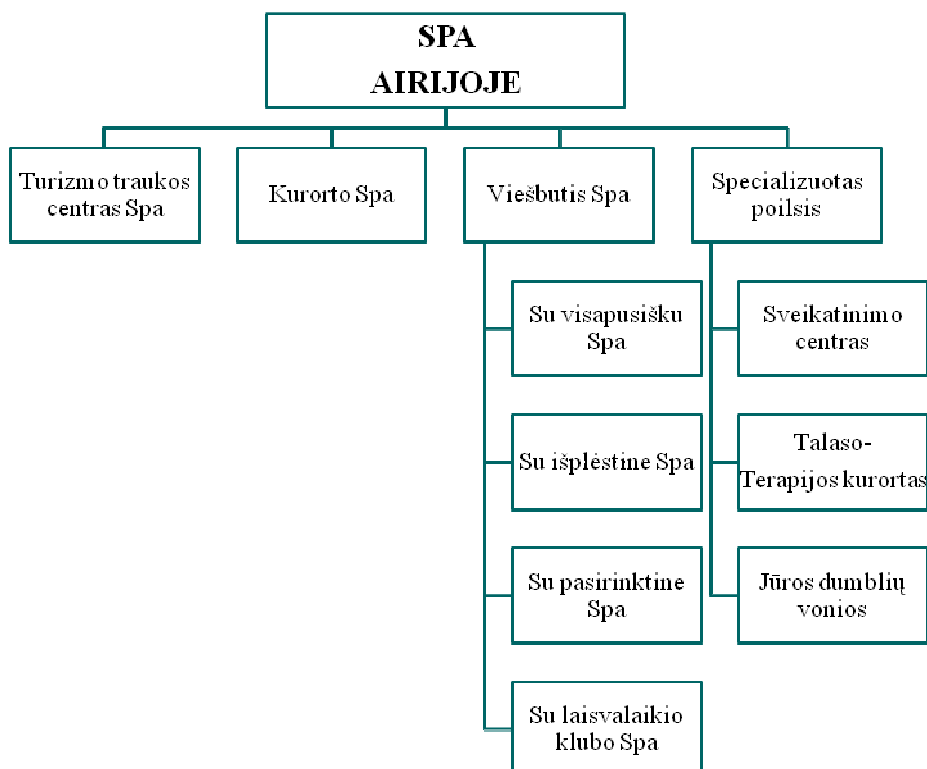 SPA
AIRIJOJE
Turizmo traukos
centras Spa
Kurorto Spa
Viešbutis Spa
Specializuotas
poilsis
Su visapusišku
Spa
Su išplėstine Spa
Su pasirinktine
Spa
Su laisvalaikio
klubo Spa
Sveikatinimo
centras
Talaso-
Terapijos kurortas
Jūros dumblių
vonios